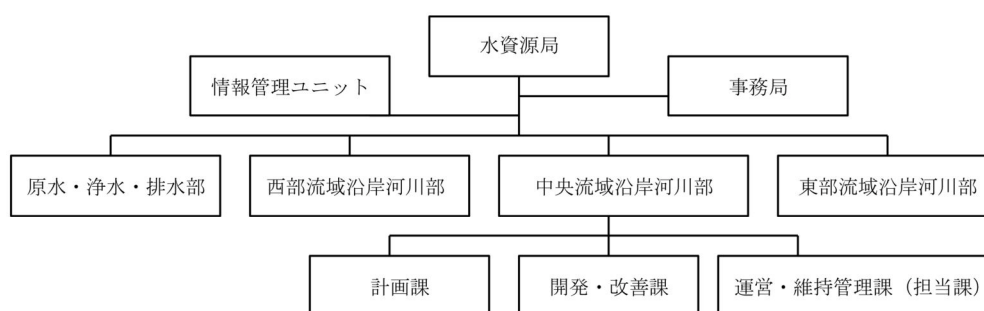 水資源局
情報管理ユニット
事務局
原水・浄水・排水部
西部流域沿岸河川部
中央流域沿岸河川部
東部流域沿岸河川部
計画課
開発・改善課
運営・維持管理課（担当課）